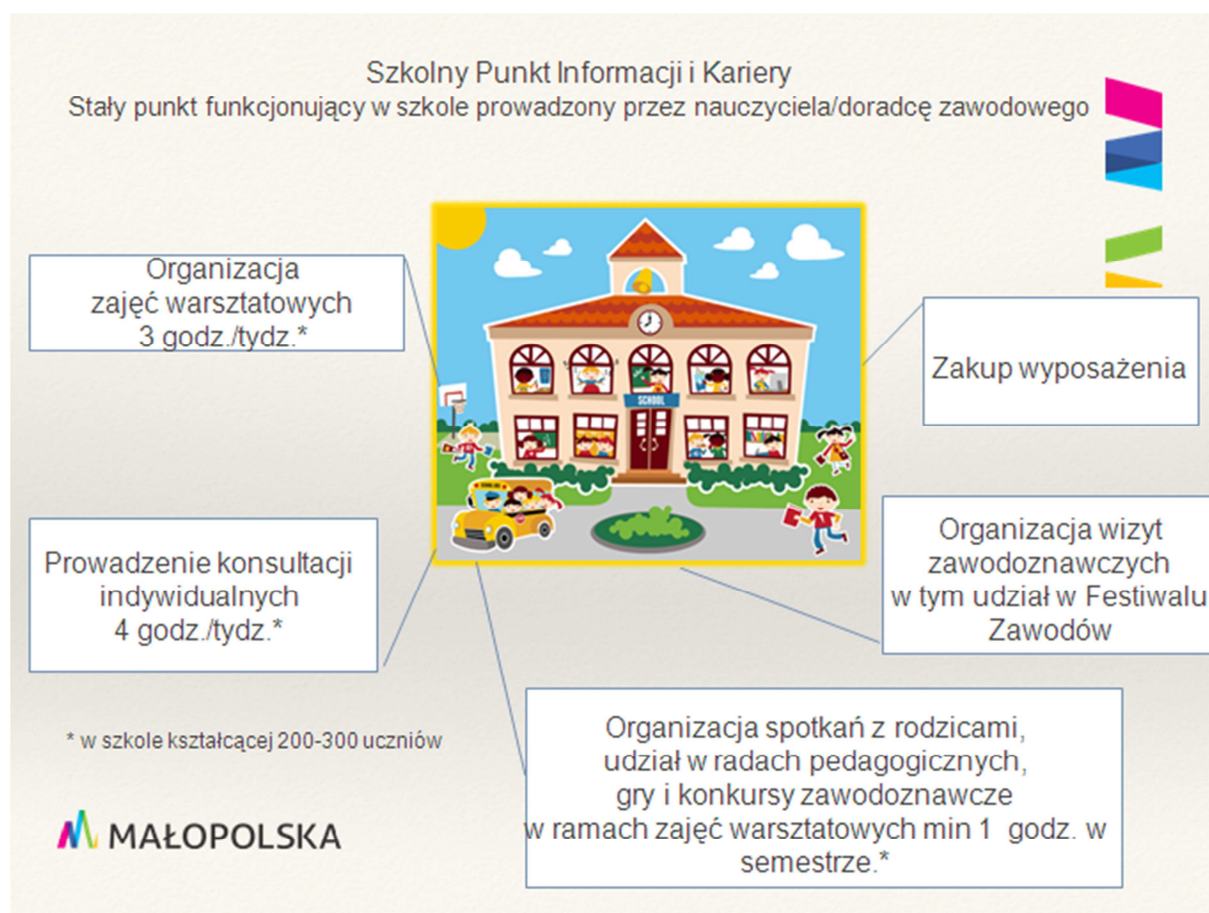 Szkolny Punkt Informacji i Kariery
Stały punkt funkcjonujący w szkole prowadzony przez nauczyciela/doradcę zawodowego
Organizacja
zajęć warsztatowych
3 godz./tydz.*
SCHOOL
Zakup wyposażenia
Prowadzenie konsultacji
indywidualnych
4 godz./tydz.*
Organizacja wizyt
zawodoznawczych
w tym udział w Festiwalu
Zawodów
* w szkole kształcącej 200-300 uczniów
Organizacja spotkań z rodzicami,
udział w radach pedagogicznych,
gry i konkursy zawodoznawcze
w ramach zajęć warsztatowych min 1 godz. w
semestrze.*
MAŁOPOLSKA